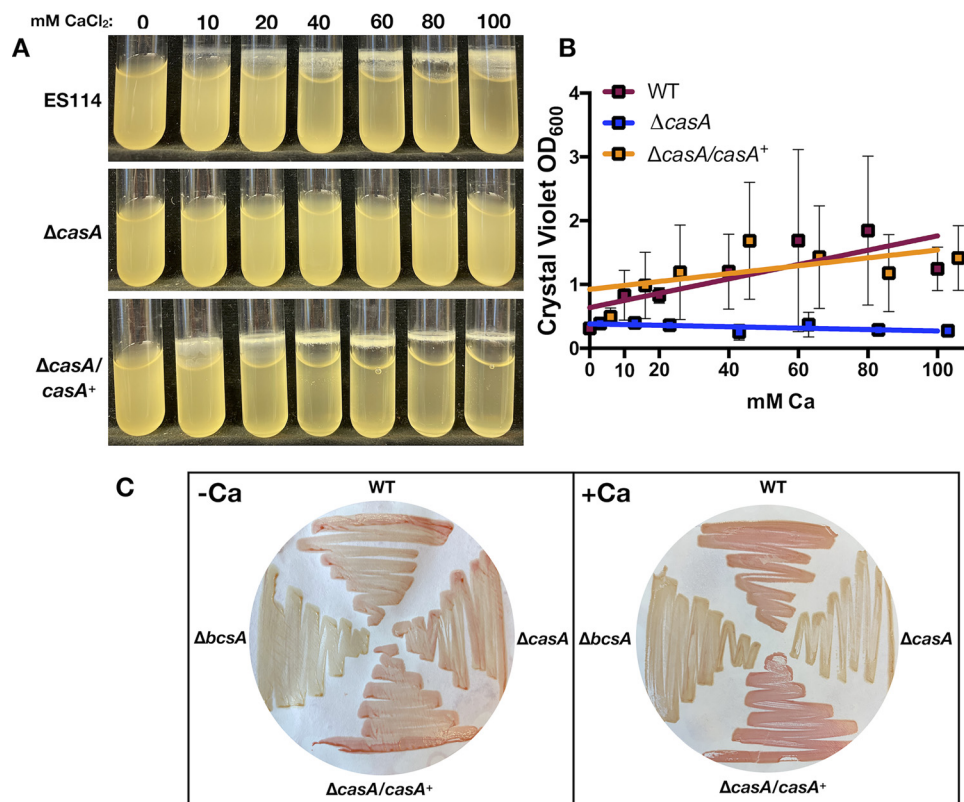 mM CaCl₂: 0 10 20 40 60 80 100
A
ES114
ΔcasA
ΔcasA/
casA⁺
B
WT
ΔcasA
ΔcasA/casA⁺
Crystal Violet OD₆₀₀
4
3
2
1
0
0 10 20 40 60 80 100
mM Ca
C
-Ca
WT
ΔbcsA
ΔcasA
ΔcasA/casA⁺
+Ca
WT
ΔbcsA
ΔcasA
ΔcasA/casA⁺